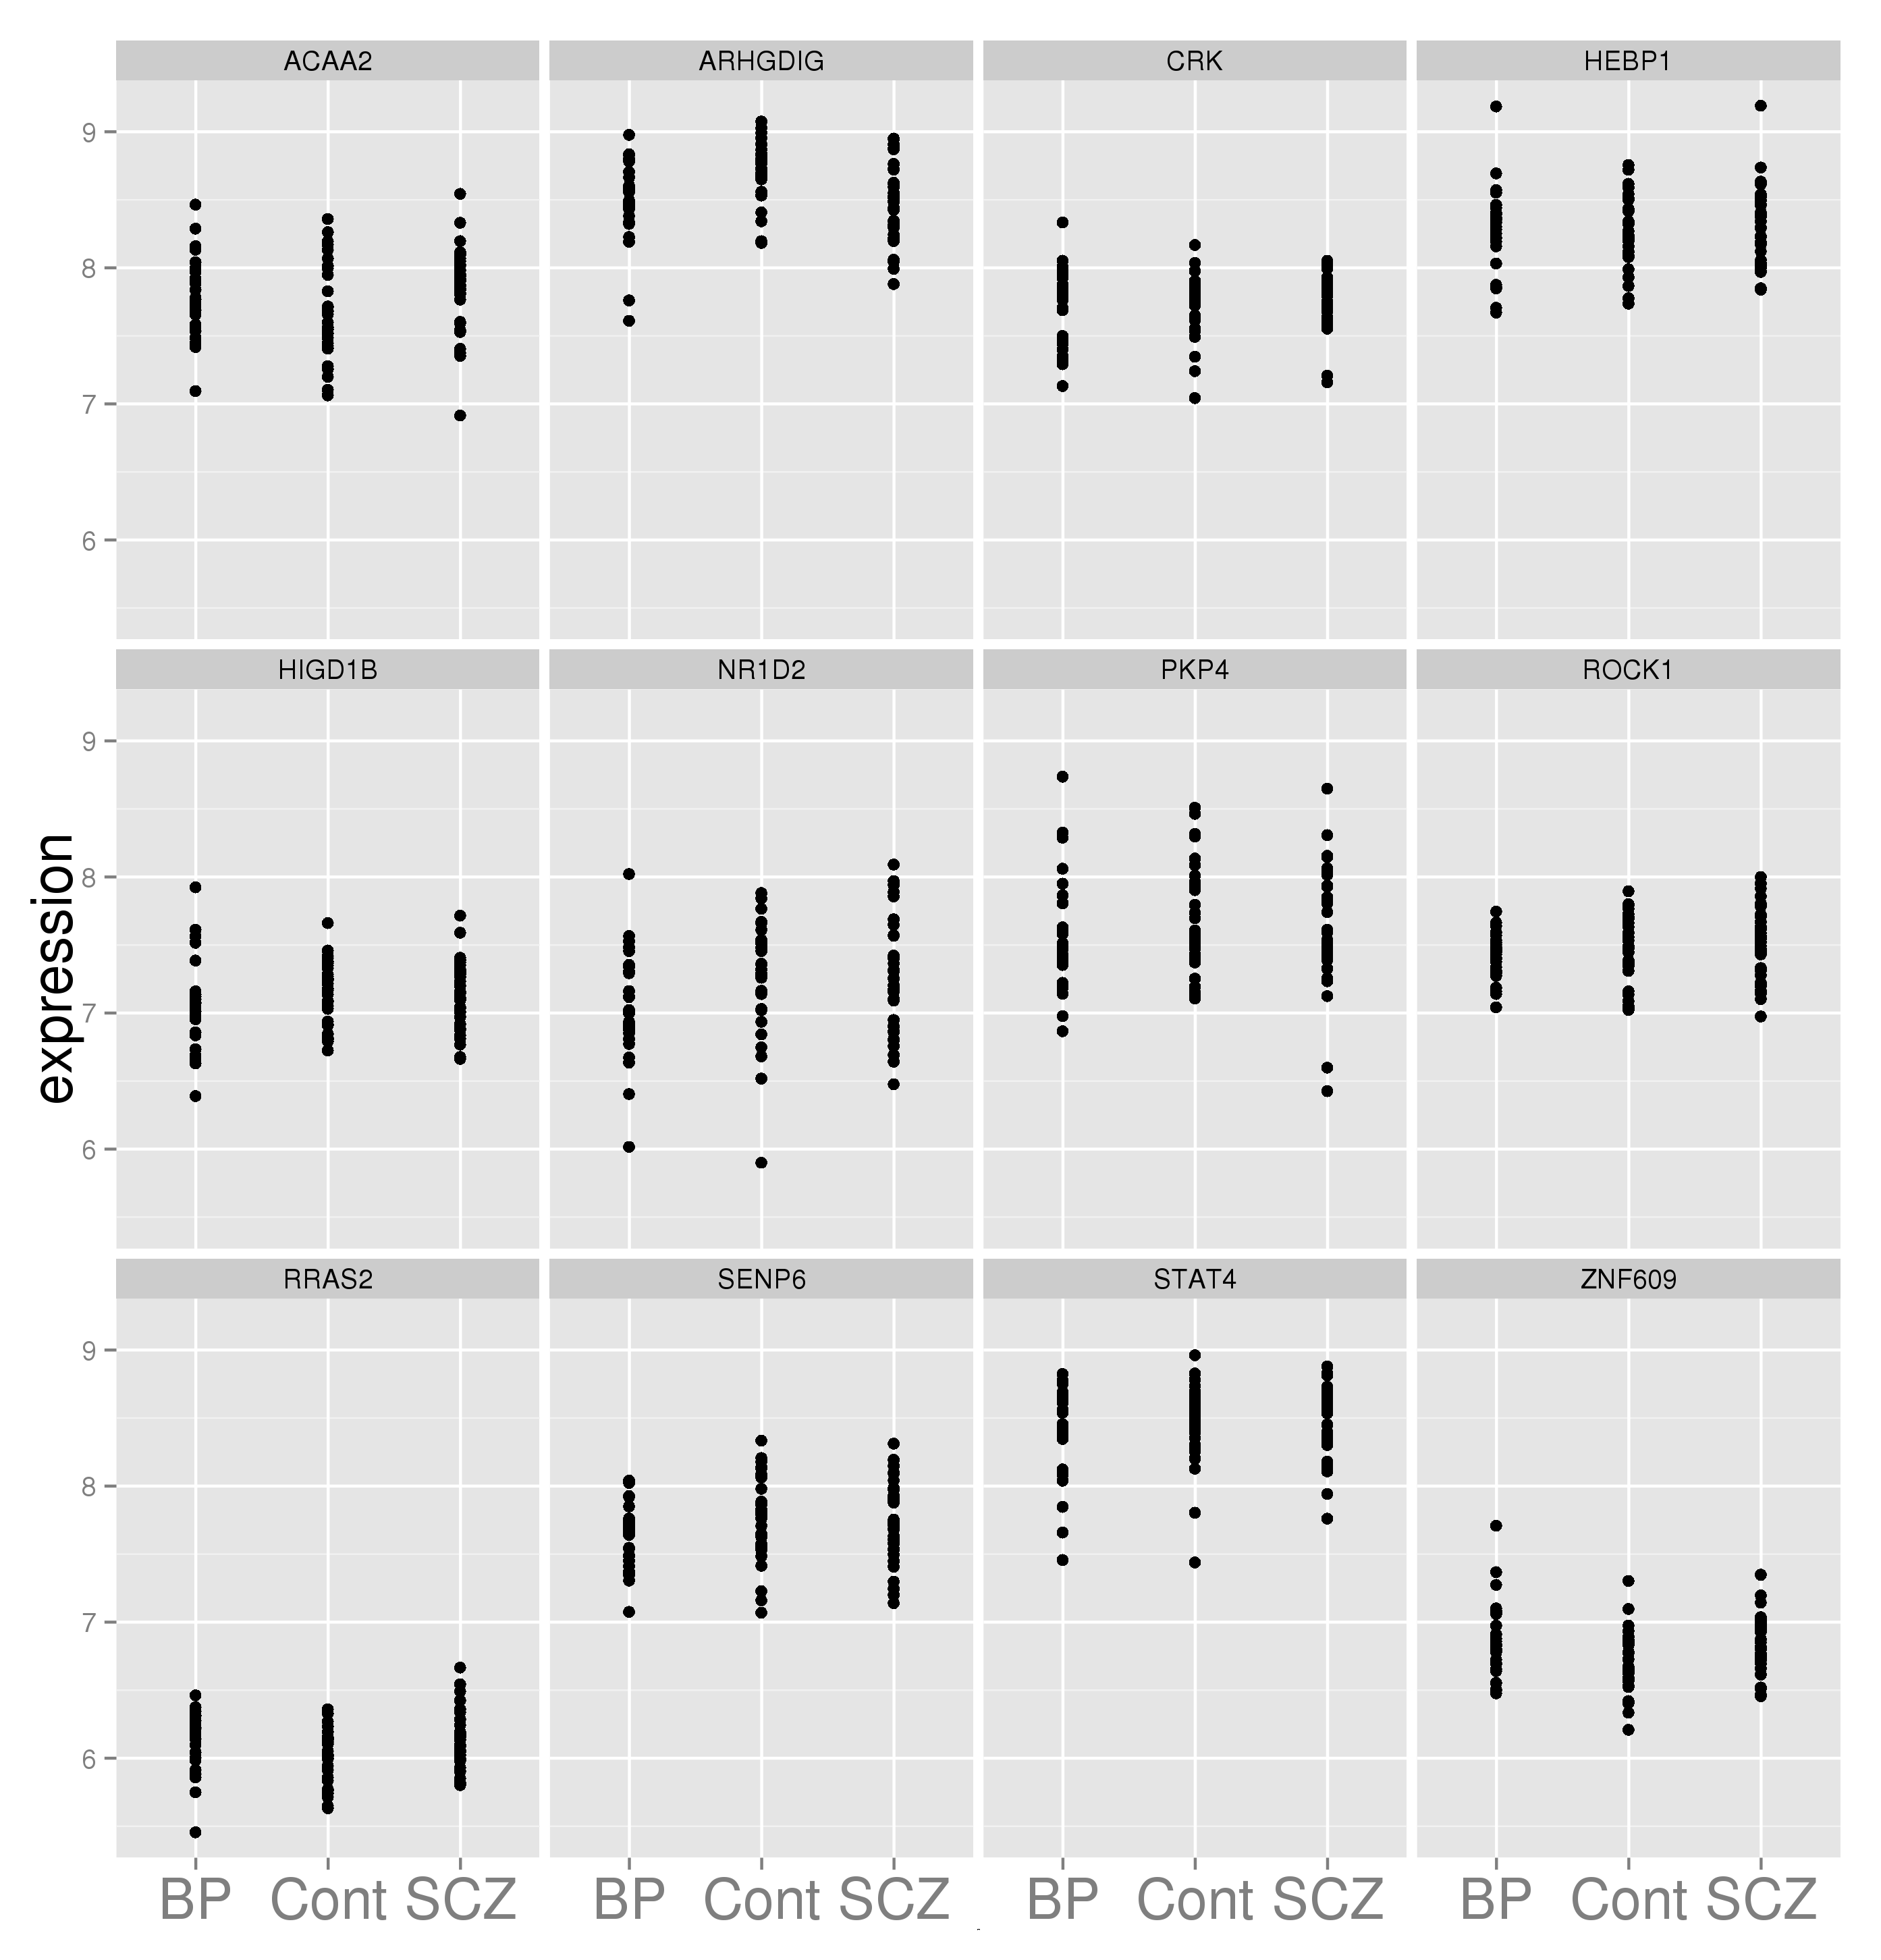 ACAA2 ARHGDIG CRK HEBP1
9
8
7
6
HIGD1B NR1D2 PKP4 ROCK1
9
8
7
6
expression
RRAS2 SENP6 STAT4 ZNF609
9
8
7
6
BP Cont SCZ BP Cont SCZ BP Cont SCZ BP Cont SCZ